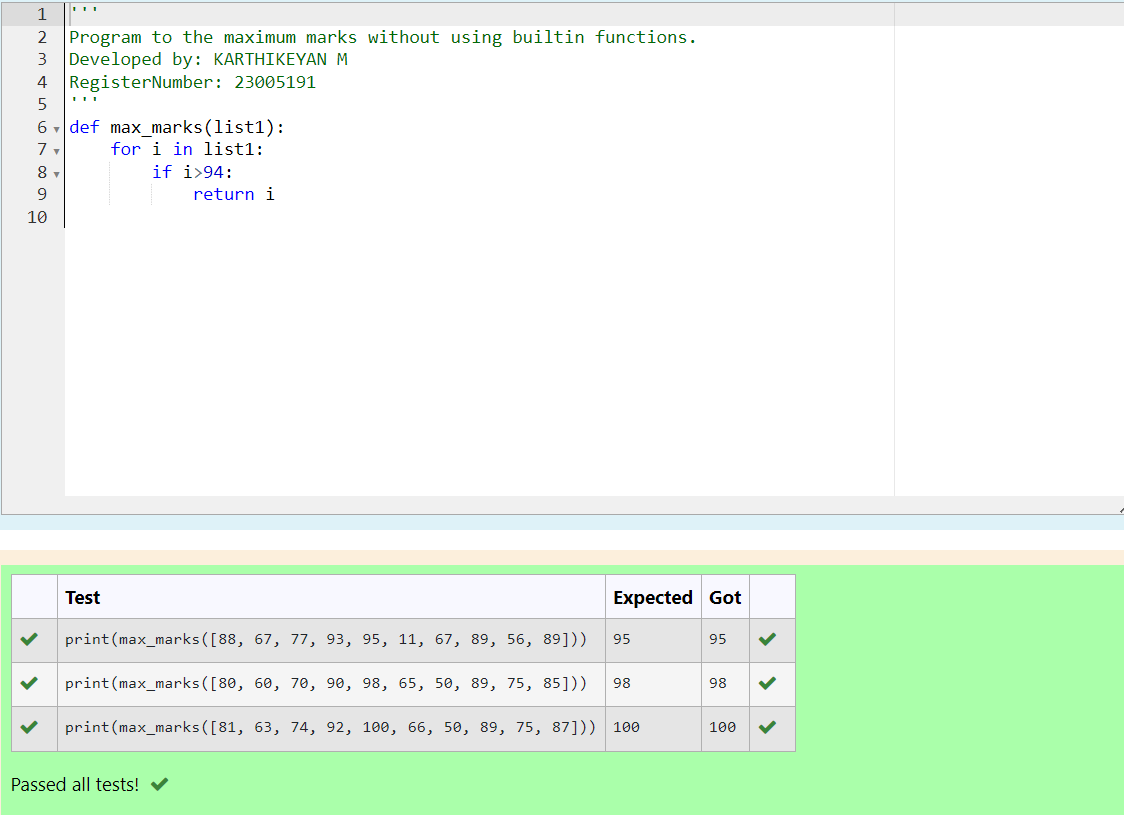 1 '''
2 Program to the maximum marks without using builtin functions.
3 Developed by: KARTHIKEYAN M
4 RegisterNumber: 23005191
5 '''
6 def max_marks(list1):
7     for i in list1:
8         if i>94:
9             return i
10
Test Expected Got
print(max_marks([88, 67, 77, 93, 95, 11, 67, 89, 56, 89])) 95 95
print(max_marks([80, 60, 70, 90, 98, 65, 50, 89, 75, 85])) 98 98
print(max_marks([81, 63, 74, 92, 100, 66, 50, 89, 75, 87])) 100 100
Passed all tests!